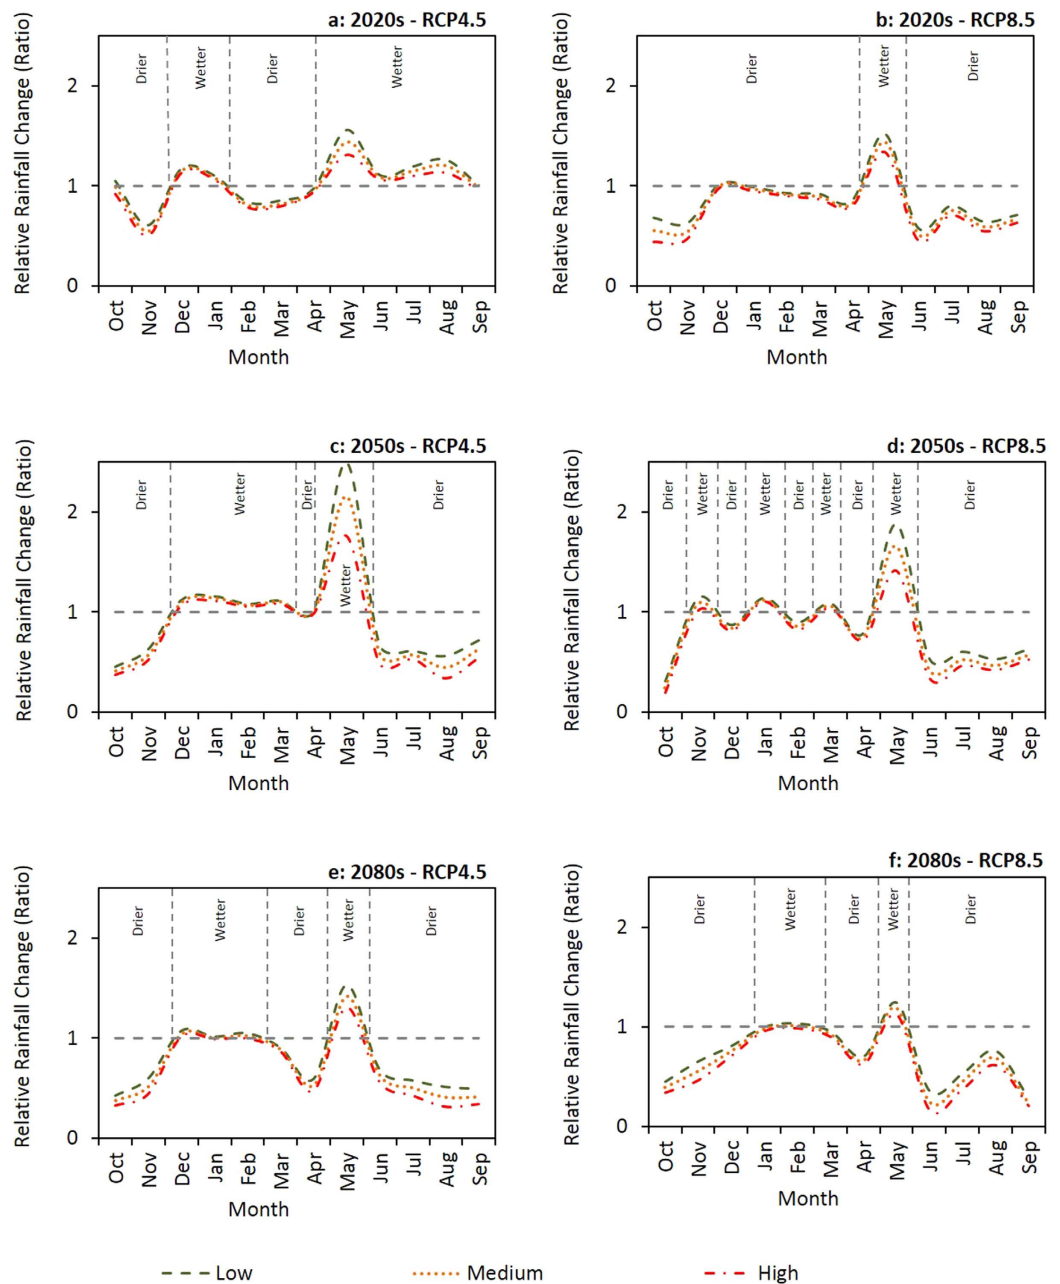 a: 2020s - RCP4.5
Relative Rainfall Change (Ratio)
2
1
0
Drier
Wetter
Drier
Wetter
Oct Nov Dec Jan Feb Mar Apr May Jun Jul Aug Sep
Month
b: 2020s - RCP8.5
Relative Rainfall Change (Ratio)
2
1
0
Drier
Wetter
Drier
Oct Nov Dec Jan Feb Mar Apr May Jun Jul Aug Sep
Month
c: 2050s - RCP4.5
Relative Rainfall Change (Ratio)
2
1
0
Drier
Wetter
Drier
Wetter
Drier
Oct Nov Dec Jan Feb Mar Apr May Jun Jul Aug Sep
Month
d: 2050s - RCP8.5
Relative Rainfall Change (Ratio)
2
1
0
Drier
Wetter
Drier
Wetter
Drier
Wetter
Drier
Wetter
Drier
Oct Nov Dec Jan Feb Mar Apr May Jun Jul Aug Sep
Month
e: 2080s - RCP4.5
Relative Rainfall Change (Ratio)
2
1
0
Drier
Wetter
Drier
Wetter
Drier
Oct Nov Dec Jan Feb Mar Apr May Jun Jul Aug Sep
Month
f: 2080s - RCP8.5
Relative Rainfall Change (Ratio)
2
1
0
Drier
Wetter
Drier
Wetter
Drier
Oct Nov Dec Jan Feb Mar Apr May Jun Jul Aug Sep
Month
Low
Medium
High